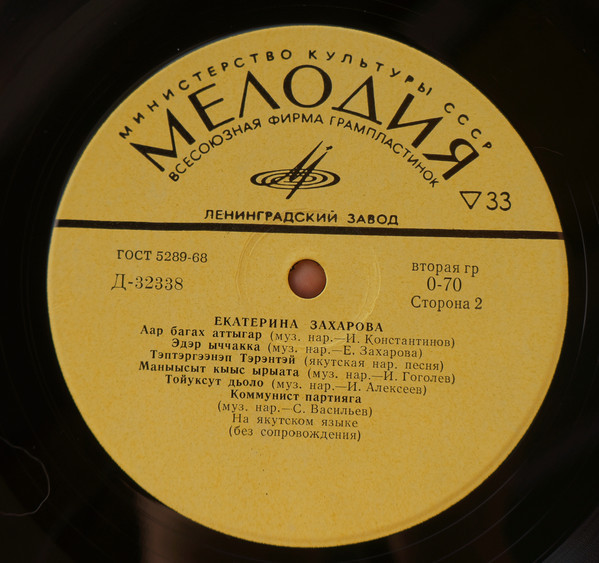 МИНИСТЕРСТВО КУЛЬТУРЫ СССР
МЕЛОДИЯ
ВСЕСОЮЗНАЯ ФИРМА ГРАМПЛАСТИНОК
▽33
ЛЕНИНГРАДСКИЙ ЗАВОД
ГОСТ 5289-68
Д-32338
вторая гр
0-70
Сторона 2
ЕКАТЕРИНА ЗАХАРОВА
Аар багах аттыгар (муз. нар.—И. Константинов)
Эдэр ыччакка (муз. нар.—Е. Захарова)
Тэптэргээнэп Тэрэнтэй (якутская нар. песня)
Маныысыт кыыс ырыата (муз. нар.—И. Гоголев)
Тойуксут дьоло (муз. нар.—И. Алексеев)
Коммунист партияга
(муз. нар.—С. Васильев)
На якутском языке
(без сопровождения)